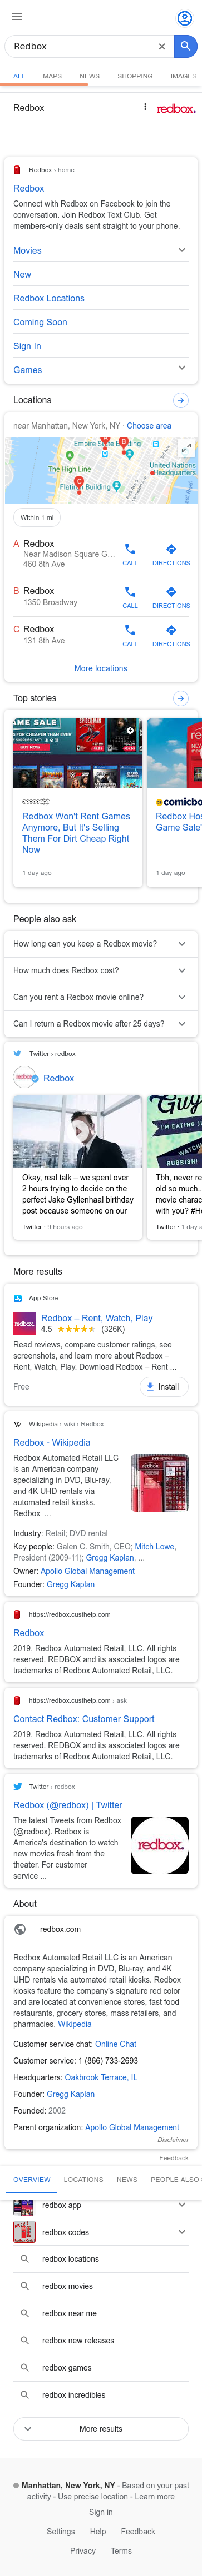 Redbox
ALL MAPS NEWS SHOPPING IMAGES
Redbox
redbox.
Redbox › home
Redbox
Connect with Redbox on Facebook to join the
conversation. Join Redbox Text Club. Get
members-only deals sent straight to your phone.
Movies
New
Redbox Locations
Coming Soon
Sign In
Games
Locations
near Manhattan, New York, NY · Choose area
Empire State Building
The High Line
United Nations
Headquarters
Flatiron Building
A
B
C
Within 1 mi
A Redbox
Near Madison Square G...
460 8th Ave
CALL DIRECTIONS
B Redbox
1350 Broadway
CALL DIRECTIONS
C Redbox
131 8th Ave
CALL DIRECTIONS
More locations
Top stories
AME SALE
FOR CHEAPER THAN EVER
BUY NOW
Redbox Won't Rent Games
Anymore, But It's Selling
Them For Dirt Cheap Right
Now
1 day ago
comicbo
Redbox Hos
Game Sale'
1 day ago
People also ask
How long can you keep a Redbox movie?
How much does Redbox cost?
Can you rent a Redbox movie online?
Can I return a Redbox movie after 25 days?
Twitter › redbox
Redbox
Okay, real talk – we spent over
2 hours trying to decide on the
perfect Jake Gyllenhaal birthday
post because someone on our
Twitter · 9 hours ago
Guy
I'M ENJOYING
RUBBISH!
Tbh, never re
old so much..
movie charac
with you? #H
Twitter · 1 day a
More results
App Store
redbox.
Redbox – Rent, Watch, Play
4.5 (326K)
Read reviews, compare customer ratings, see
screenshots, and learn more about Redbox –
Rent, Watch, Play. Download Redbox – Rent ...
Free
Install
Wikipedia › wiki › Redbox
Redbox - Wikipedia
Redbox Automated Retail LLC
is an American company
specializing in DVD, Blu-ray,
and 4K UHD rentals via
automated retail kiosks.
Redbox ...
Industry: Retail; DVD rental
Key people: Galen C. Smith, CEO; Mitch Lowe,
President (2009-11); Gregg Kaplan, ...
Owner: Apollo Global Management
Founder: Gregg Kaplan
https://redbox.custhelp.com
Redbox
2019, Redbox Automated Retail, LLC. All rights
reserved. REDBOX and its associated logos are
trademarks of Redbox Automated Retail, LLC.
https://redbox.custhelp.com › ask
Contact Redbox: Customer Support
2019, Redbox Automated Retail, LLC. All rights
reserved. REDBOX and its associated logos are
trademarks of Redbox Automated Retail, LLC.
Twitter › redbox
Redbox (@redbox) | Twitter
The latest Tweets from Redbox
(@redbox). Redbox is
America's destination to watch
new movies fresh from the
theater. For customer
service ...
redbox.
About
redbox.com
Redbox Automated Retail LLC is an American
company specializing in DVD, Blu-ray, and 4K
UHD rentals via automated retail kiosks. Redbox
kiosks feature the company's signature red color
and are located at convenience stores, fast food
restaurants, grocery stores, mass retailers, and
pharmacies. Wikipedia
Customer service chat: Online Chat
Customer service: 1 (866) 733-2693
Headquarters: Oakbrook Terrace, IL
Founder: Gregg Kaplan
Founded: 2002
Parent organization: Apollo Global Management
Disclaimer
Feedback
OVERVIEW LOCATIONS NEWS PEOPLE ALSO
redbox app
redbox codes
redbox locations
redbox movies
redbox near me
redbox new releases
redbox games
redbox incredibles
More results
Manhattan, New York, NY - Based on your past
activity - Use precise location - Learn more
Sign in
Settings Help Feedback
Privacy Terms